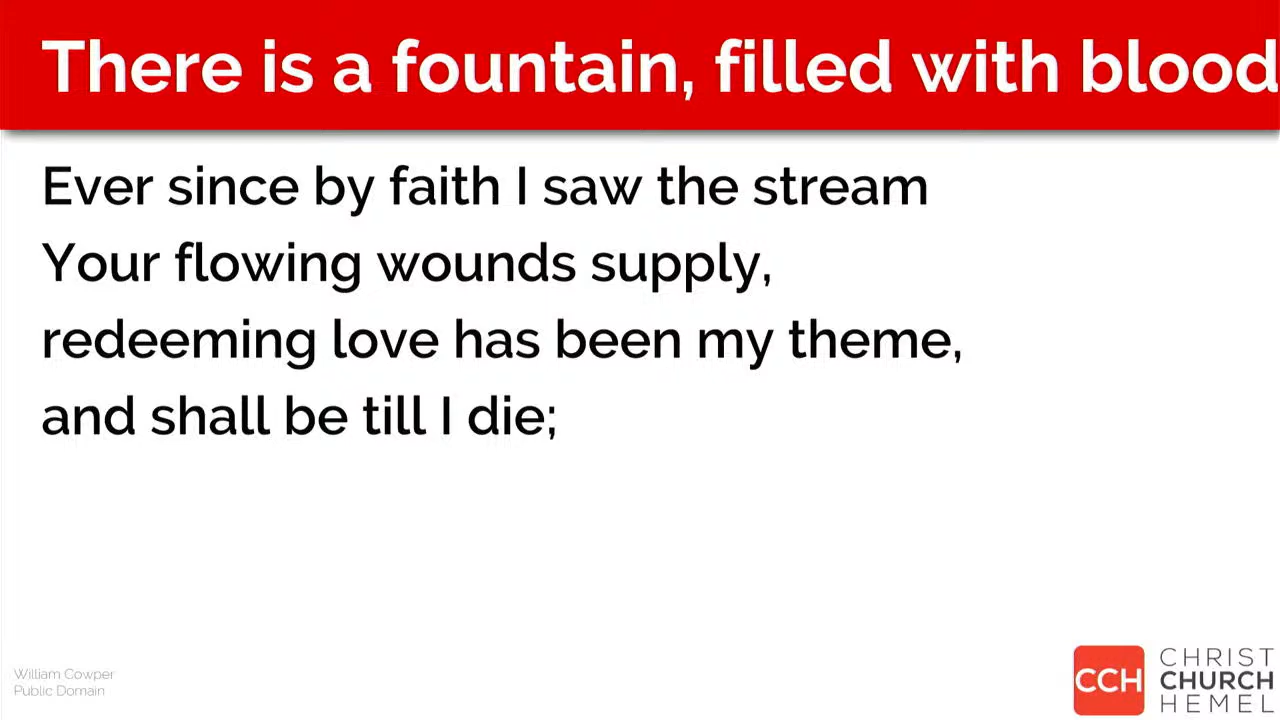 There is a fountain, filled with blood
Ever since by faith I saw the stream
Your flowing wounds supply,
redeeming love has been my theme,
and shall be till I die;
William Cowper
Public Domain
CCH
CHRIST
CHURCH
HEMEL